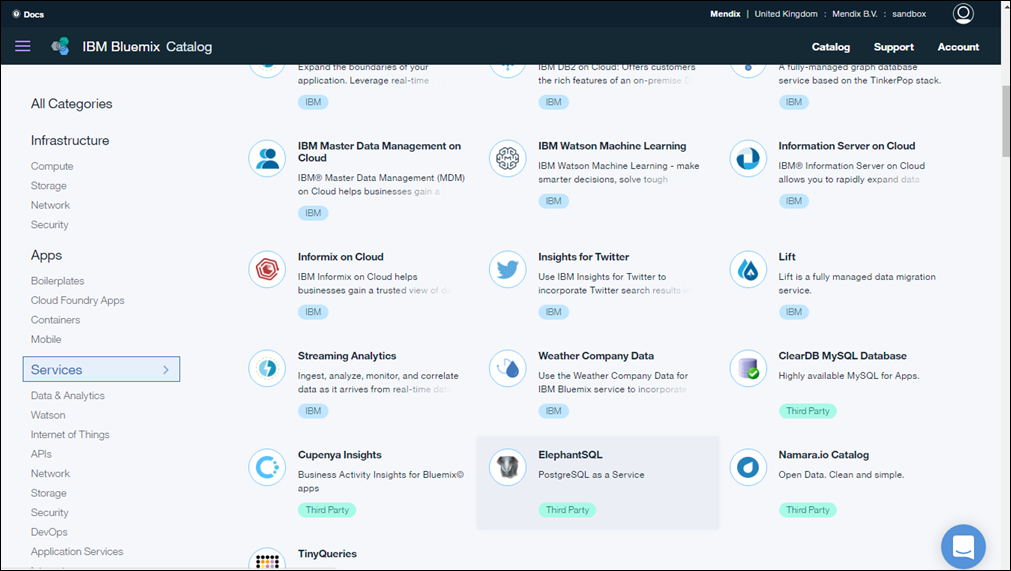 Docs
Mendix | United Kingdom : Mendix B.V. : sandbox
IBM Bluemix Catalog
Catalog Support Account
All Categories
Infrastructure
Compute
Storage
Network
Security
Apps
Boilerplates
Cloud Foundry Apps
Containers
Mobile
Services
Data & Analytics
Watson
Internet of Things
APIs
Network
Storage
Security
DevOps
Application Services
Expand the boundaries of your
application. Leverage real-time
IBM
IBM DB2 on Cloud: Offers customers
the rich features of an on-premise
IBM
A fully-managed graph database
service based on the TinkerPop stack.
IBM
IBM Master Data Management on
Cloud
IBM® Master Data Management (MDM)
on Cloud helps businesses gain a
IBM
IBM Watson Machine Learning
IBM Watson Machine Learning - make
smarter decisions, solve tough
IBM
Information Server on Cloud
IBM® Information Server on Cloud
allows you to rapidly expand data
IBM
Informix on Cloud
IBM Informix on Cloud helps
businesses gain a trusted view of
IBM
Insights for Twitter
Use IBM Insights for Twitter to
incorporate Twitter search results
IBM
Lift
Lift is a fully managed data migration
service.
IBM
Streaming Analytics
Ingest, analyze, monitor, and correlate
data as it arrives from real-time
IBM
Weather Company Data
Use the Weather Company Data for
IBM Bluemix service to incorporate
IBM
ClearDB MySQL Database
Highly available MySQL for Apps.
Third Party
Cupenya Insights
Business Activity Insights for Bluemix©
apps
Third Party
ElephantSQL
PostgreSQL as a Service
Third Party
Namara.io Catalog
Open Data. Clean and simple.
Third Party
TinyQueries